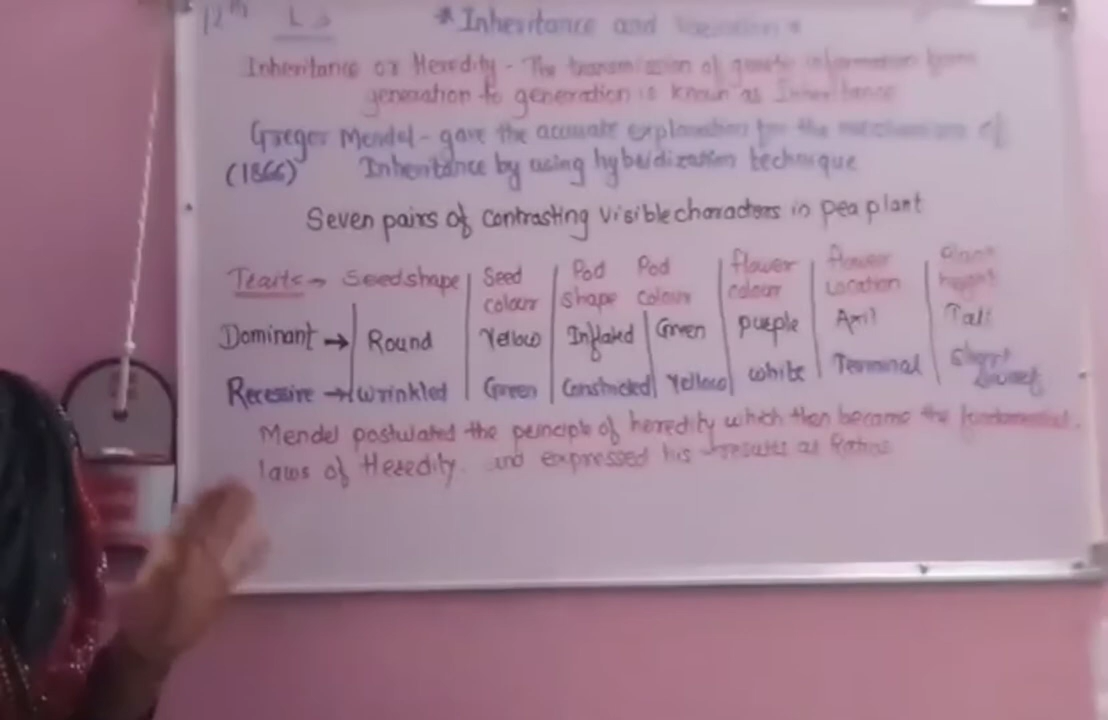 12th L 3 * Inheritance and Variation *
Inheritance or Heredity - The transmission of genetic information from
generation to generation is known as Inheritance
Gregor Mendel - gave the accurate explanation for the mechanism of
(1866) Inheritance by using hybridization technique
Seven pairs of contrasting visible characters in pea plant
Traits → Seed shape Seed colour Pod shape Pod colour flower colour flower Location Plant height
Dominant → Round Yellow Inflated Green purple Axil Tall
Recessive → Wrinkled Green Constricted Yellow white Terminal Short
Mendel postulated the principle of heredity which then became the fundamental
laws of Heredity. and expressed his results as Ratios